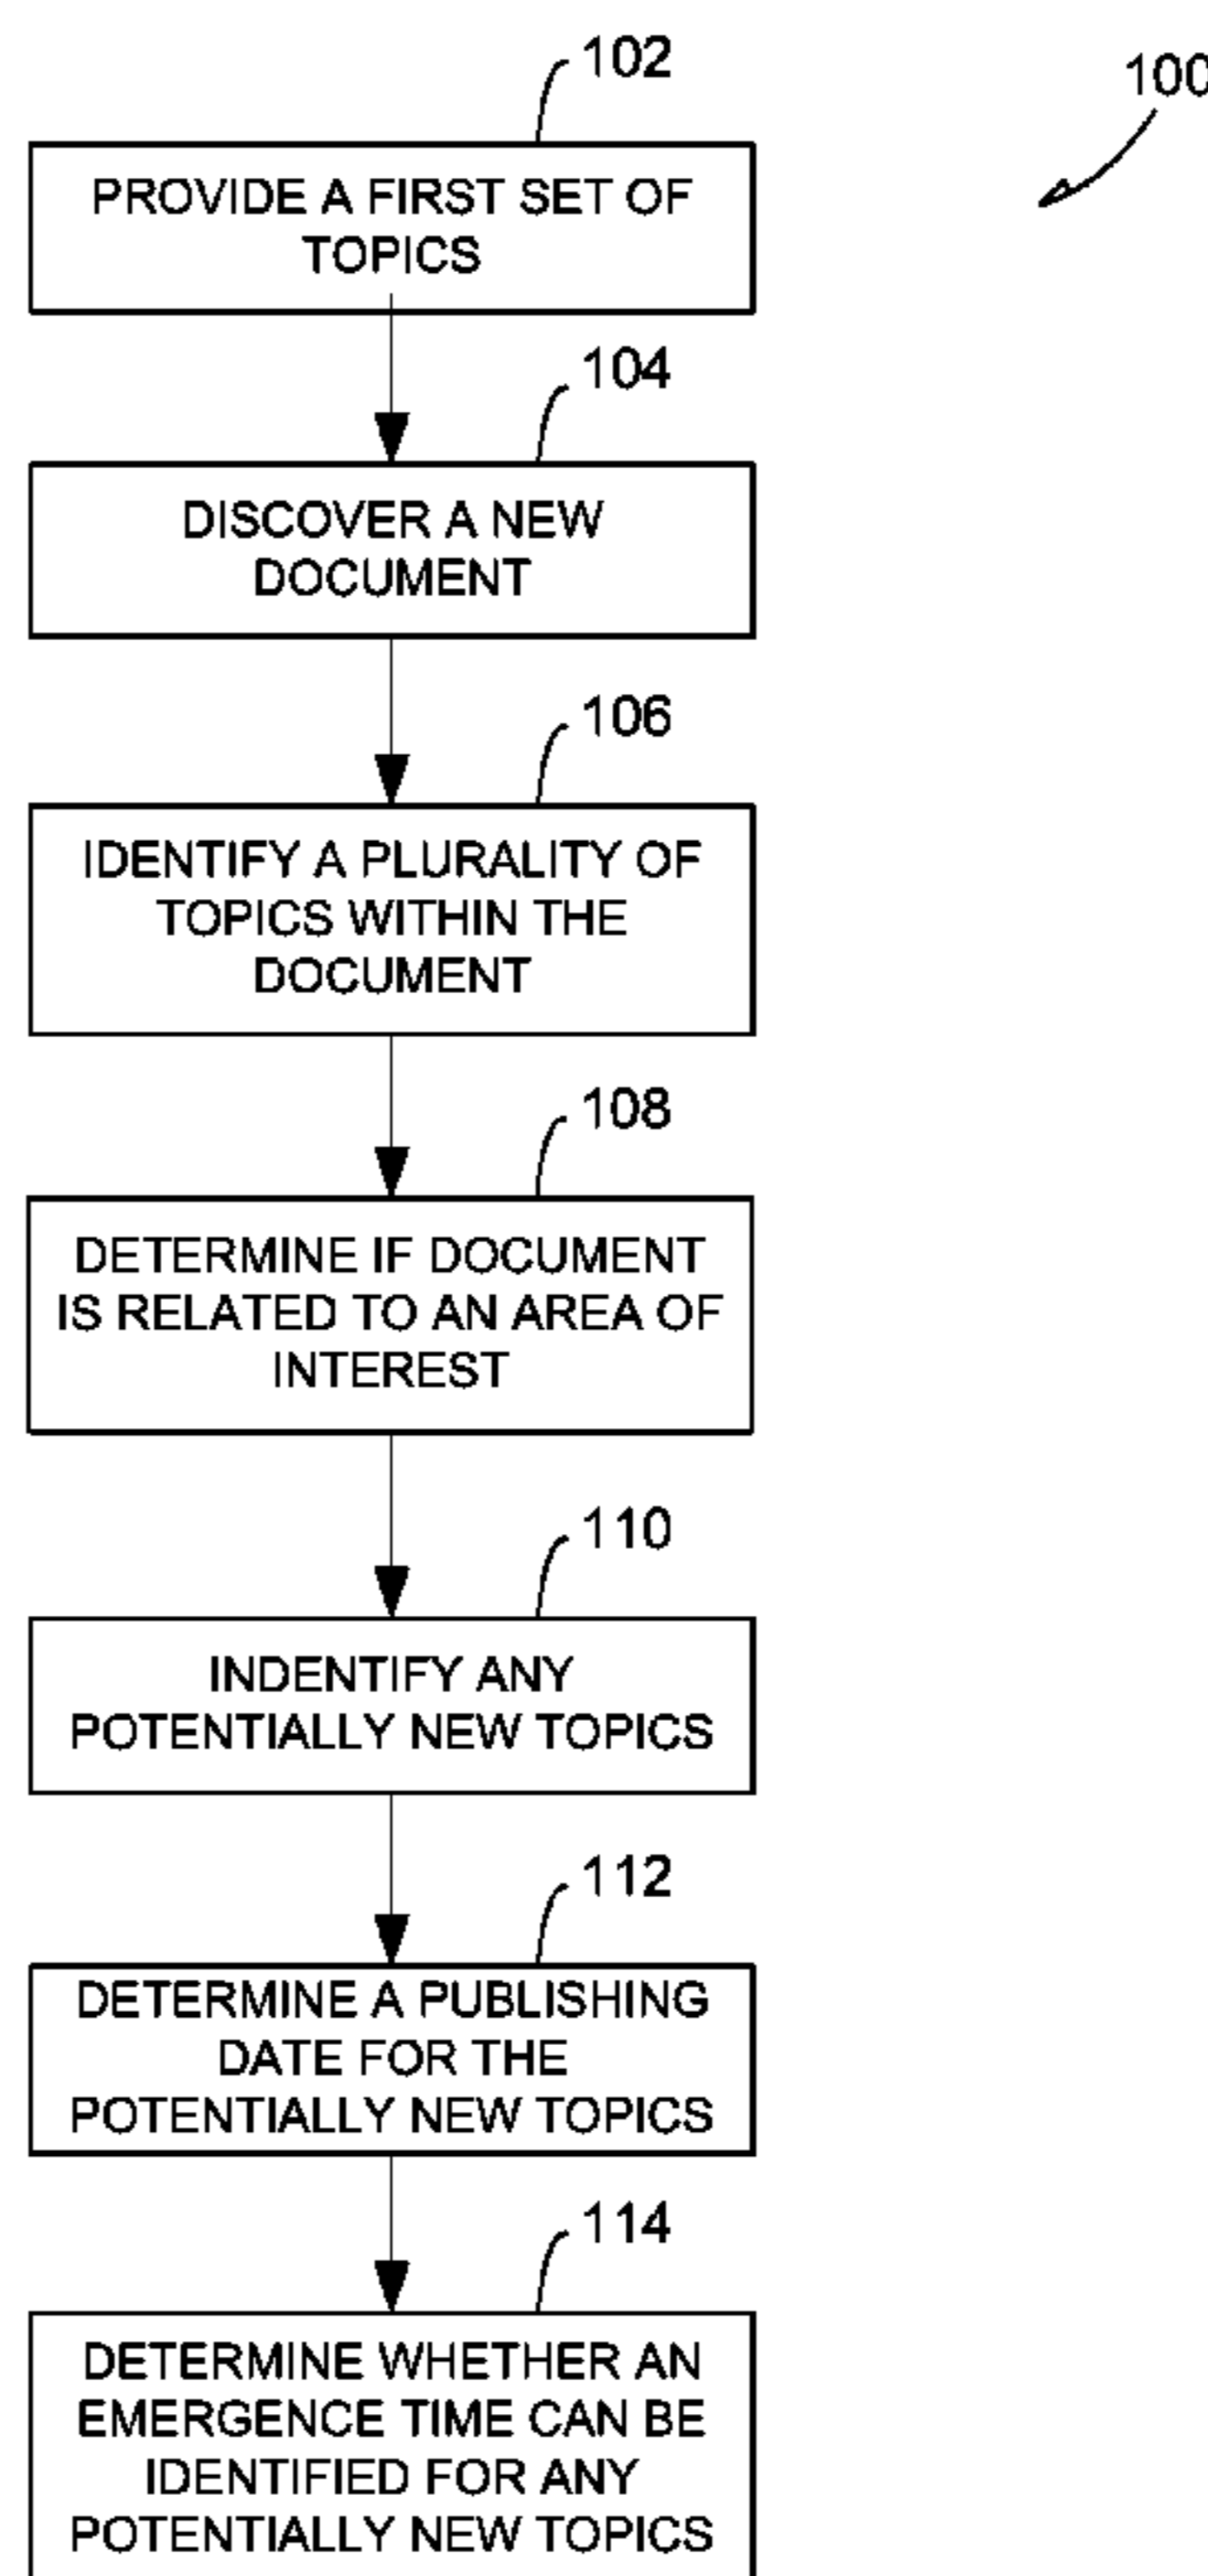 102
100
PROVIDE A FIRST SET OF
TOPICS
104
DISCOVER A NEW
DOCUMENT
106
IDENTIFY A PLURALITY OF
TOPICS WITHIN THE
DOCUMENT
108
DETERMINE IF DOCUMENT
IS RELATED TO AN AREA OF
INTEREST
110
INDENTIFY ANY
POTENTIALLY NEW TOPICS
112
DETERMINE A PUBLISHING
DATE FOR THE
POTENTIALLY NEW TOPICS
114
DETERMINE WHETHER AN
EMERGENCE TIME CAN BE
IDENTIFIED FOR ANY
POTENTIALLY NEW TOPICS